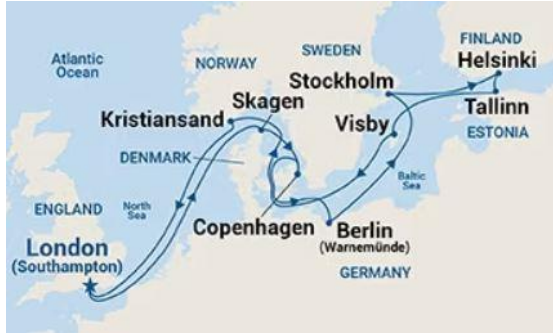 Atlantic
Ocean
NORWAY
SWEDEN
FINLAND
Helsinki
Stockholm
Skagen
Kristiansand
Visby
Tallinn
ESTONIA
DENMARK
Baltic
Sea
ENGLAND
North
Sea
Copenhagen
Berlin
(Warnemünde)
London
(Southampton)
GERMANY